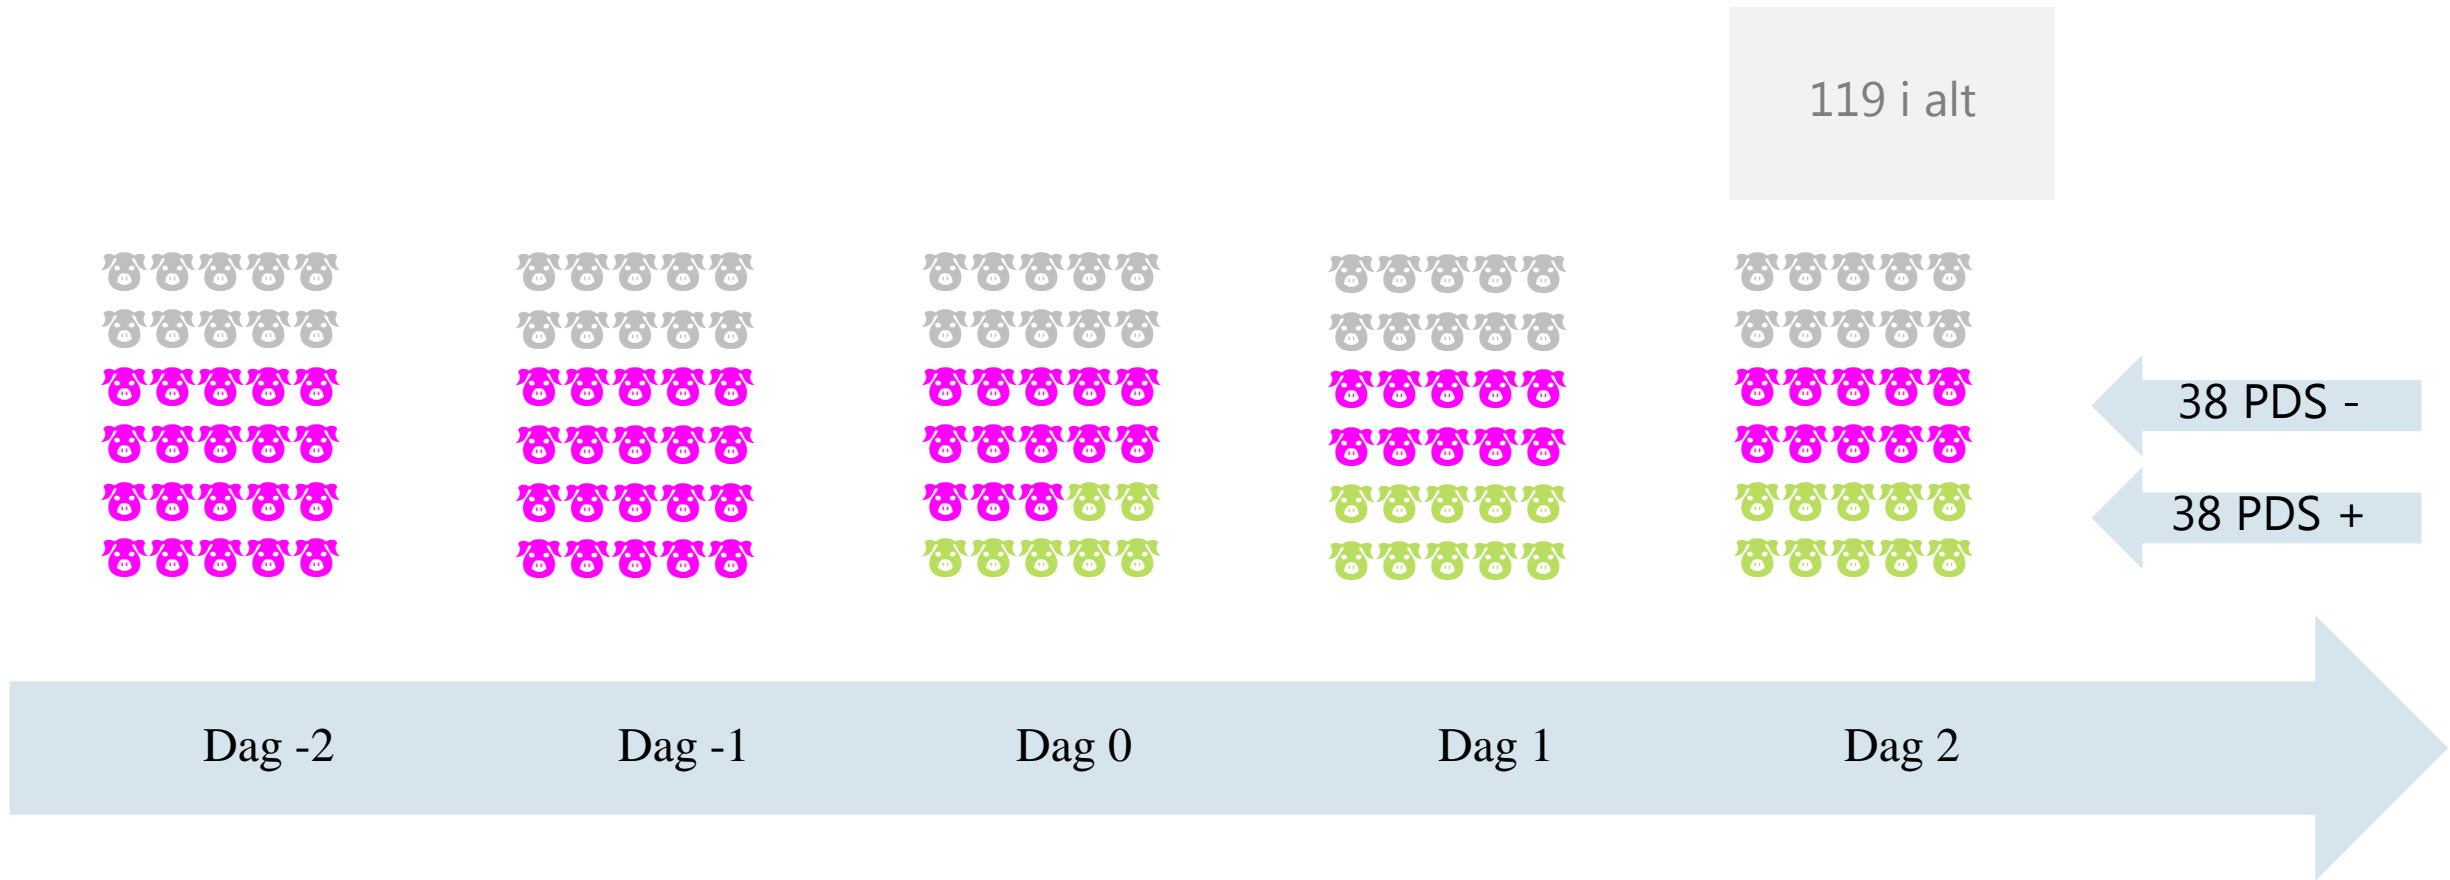 119 i alt
38 PDS -
38 PDS +
Dag -2
Dag -1
Dag 0
Dag 1
Dag 2